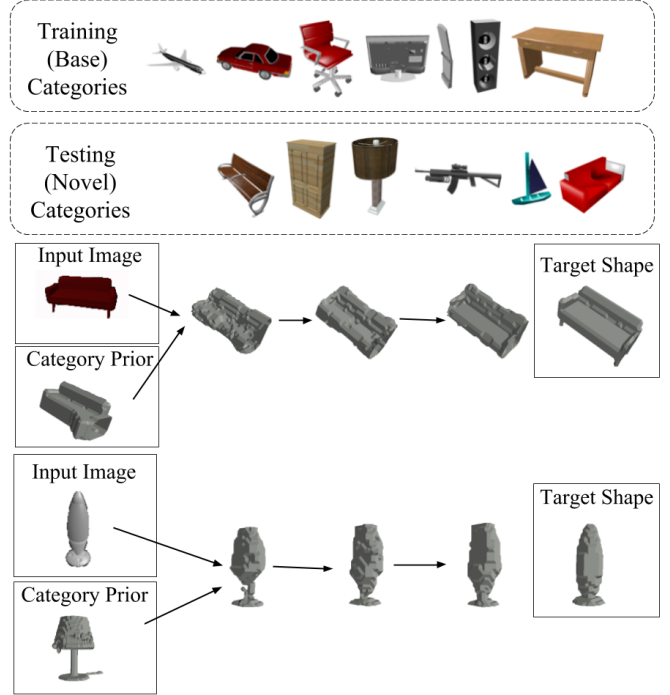 Training
(Base)
Categories
Testing
(Novel)
Categories
Input Image
Target Shape
Category Prior
Input Image
Target Shape
Category Prior